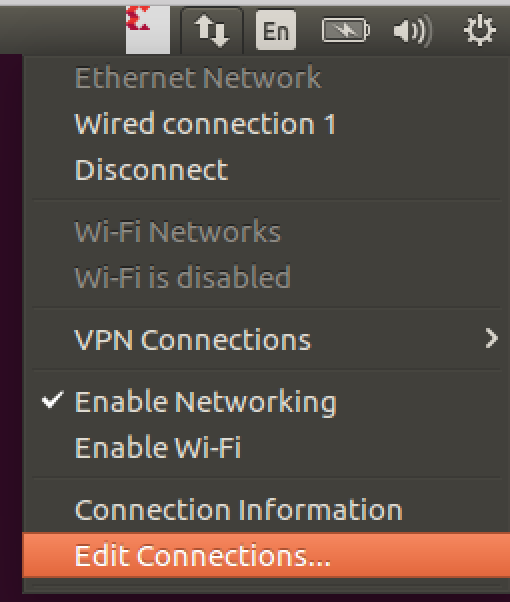 En
Ethernet Network
Wired connection 1
Disconnect
Wi-Fi Networks
Wi-Fi is disabled
VPN Connections
Enable Networking
Enable Wi-Fi
Connection Information
Edit Connections...